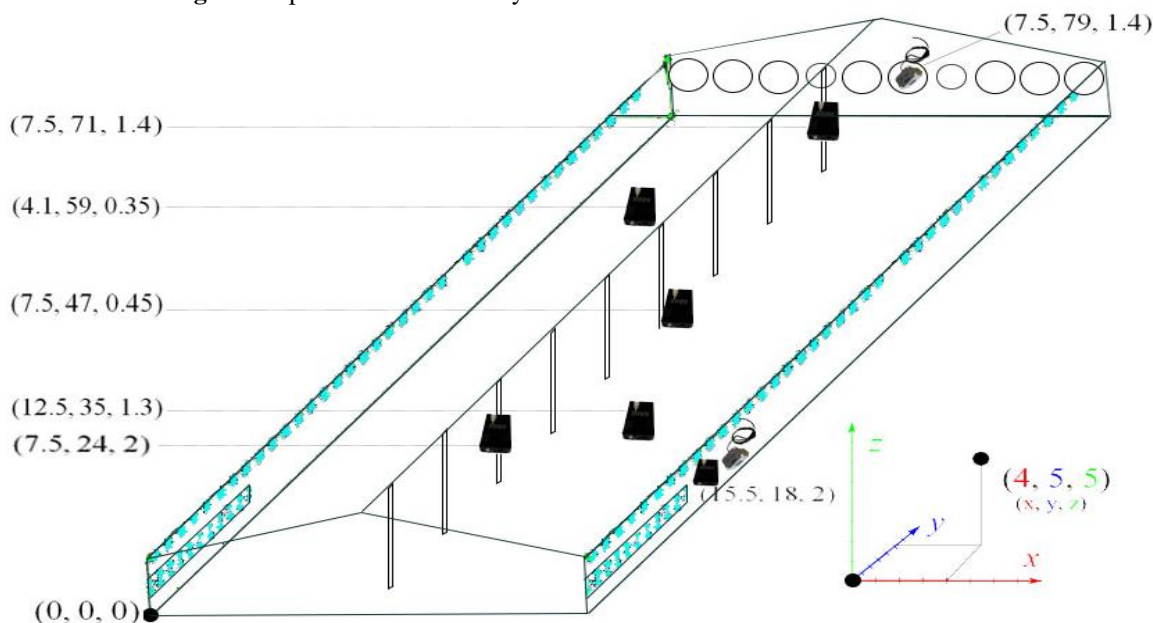 (7.5, 79, 1.4)
(7.5, 71, 1.4)
(4.1, 59, 0.35)
(7.5, 47, 0.45)
(12.5, 35, 1.3)
(7.5, 24, 2)
(15.5, 18, 2)
z
(4, 5, 5)
(x, y, z)
y
x
(0, 0, 0)